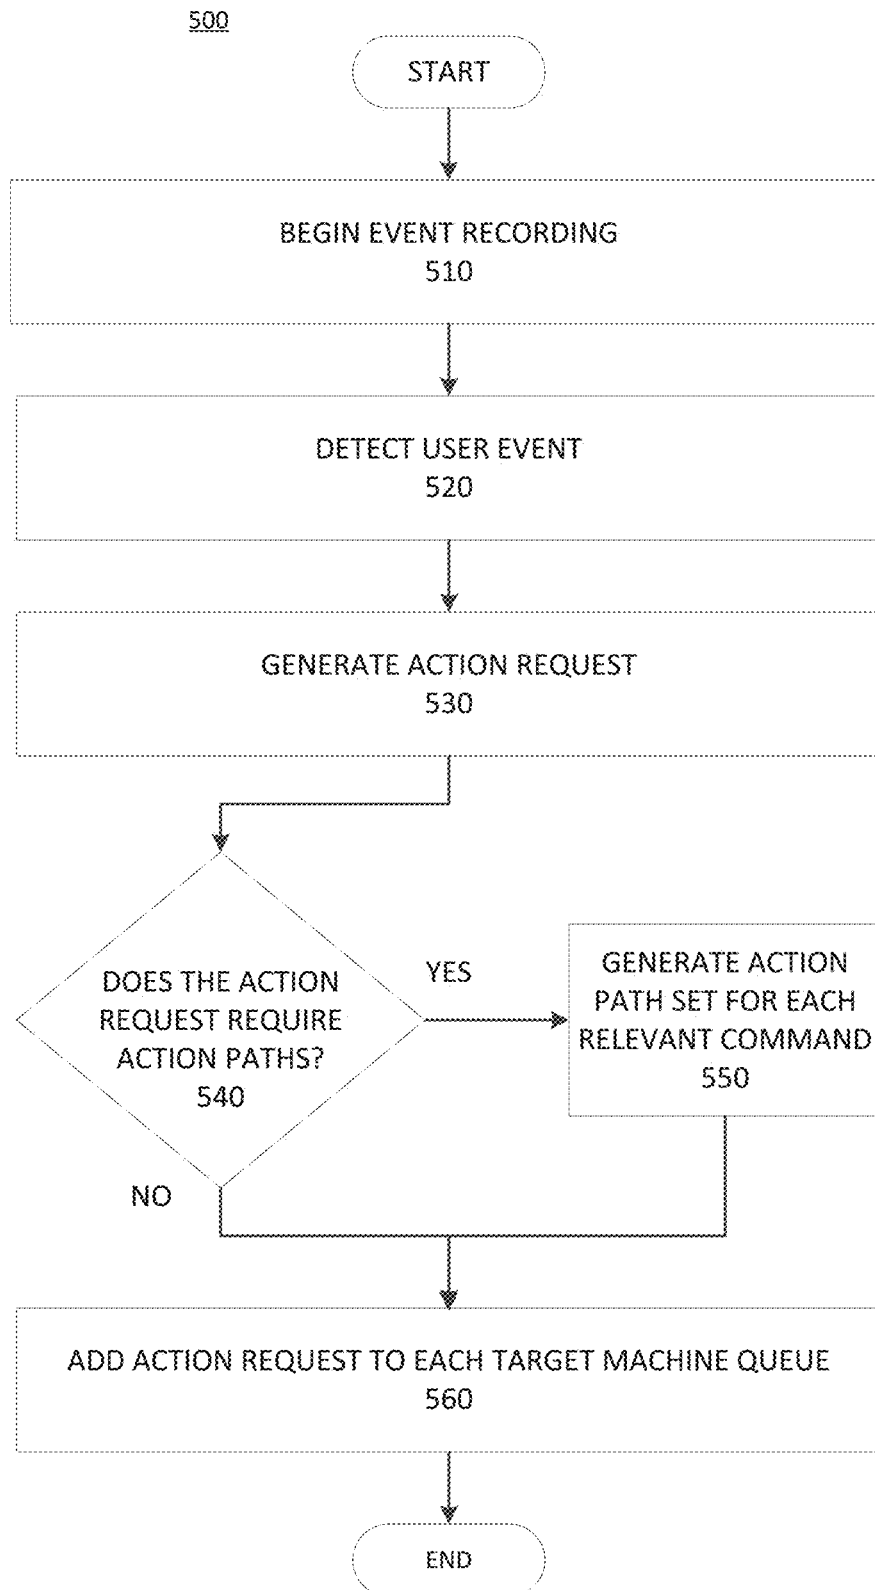 500
START
BEGIN EVENT RECORDING
510
DETECT USER EVENT
520
GENERATE ACTION REQUEST
530
DOES THE ACTION
REQUEST REQUIRE
ACTION PATHS?
540
YES
GENERATE ACTION
PATH SET FOR EACH
RELEVANT COMMAND
550
NO
ADD ACTION REQUEST TO EACH TARGET MACHINE QUEUE
560
END